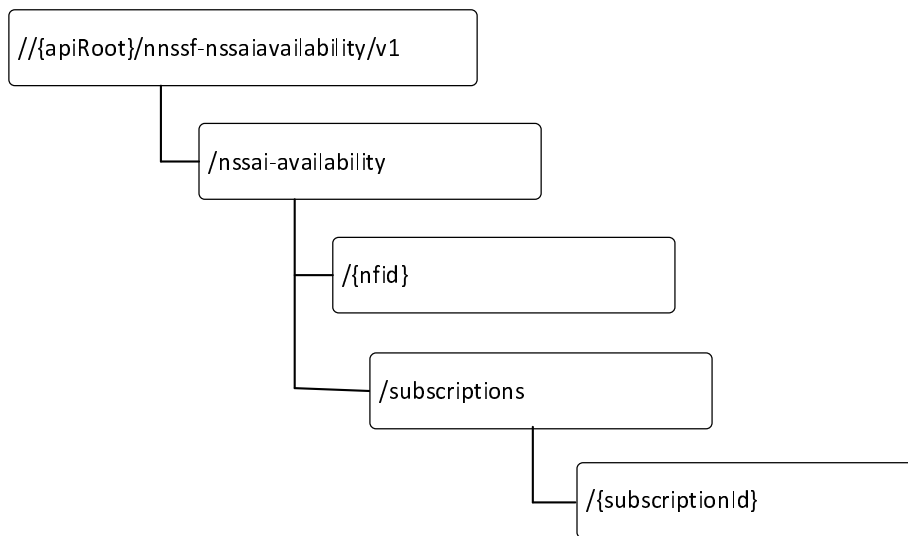 //{apiRoot}/nnssf-nssaiavailability/v1
/nssai-availability
/{nfid}
/subscriptions
/{subscriptionId}